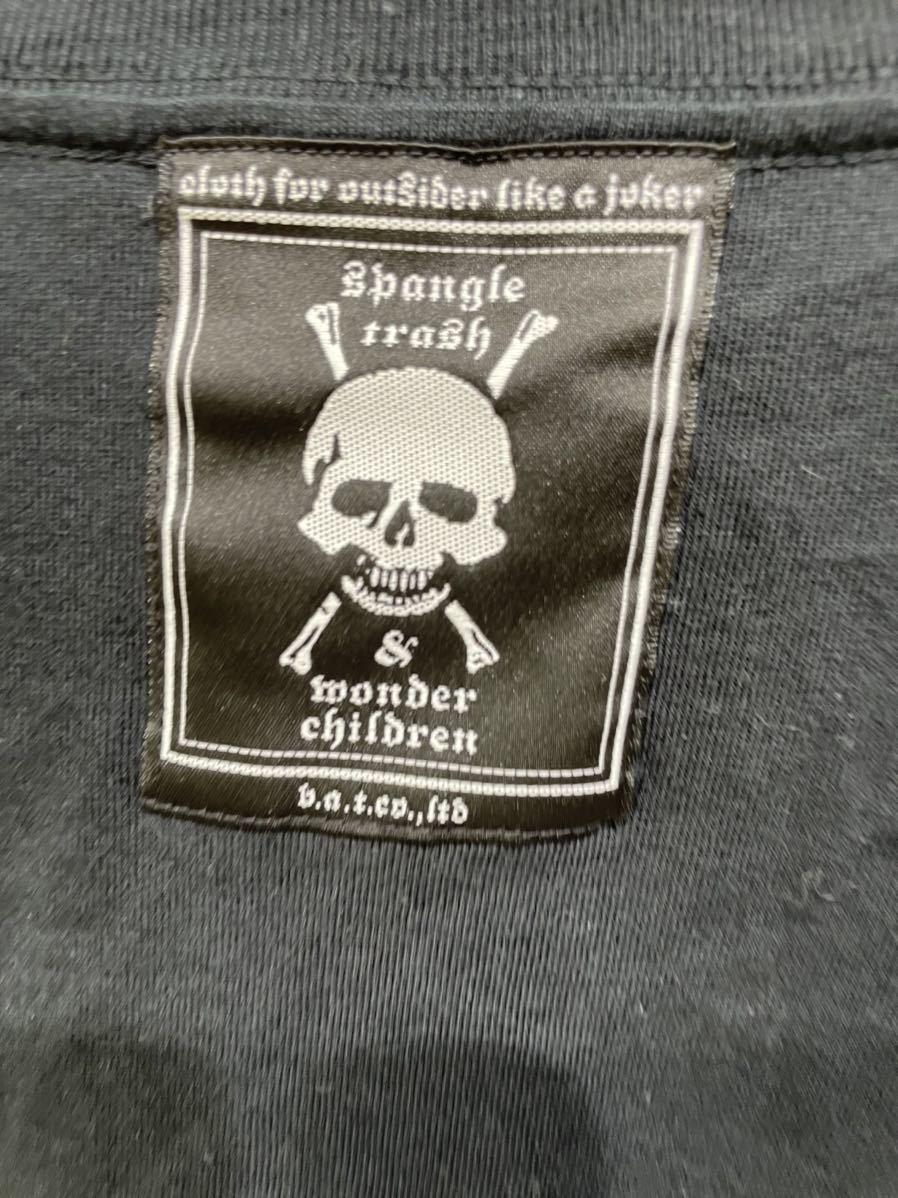 cloth for outsider like a joker
spangle
trash
&
wonder
children
v.a.t.co.,ltd